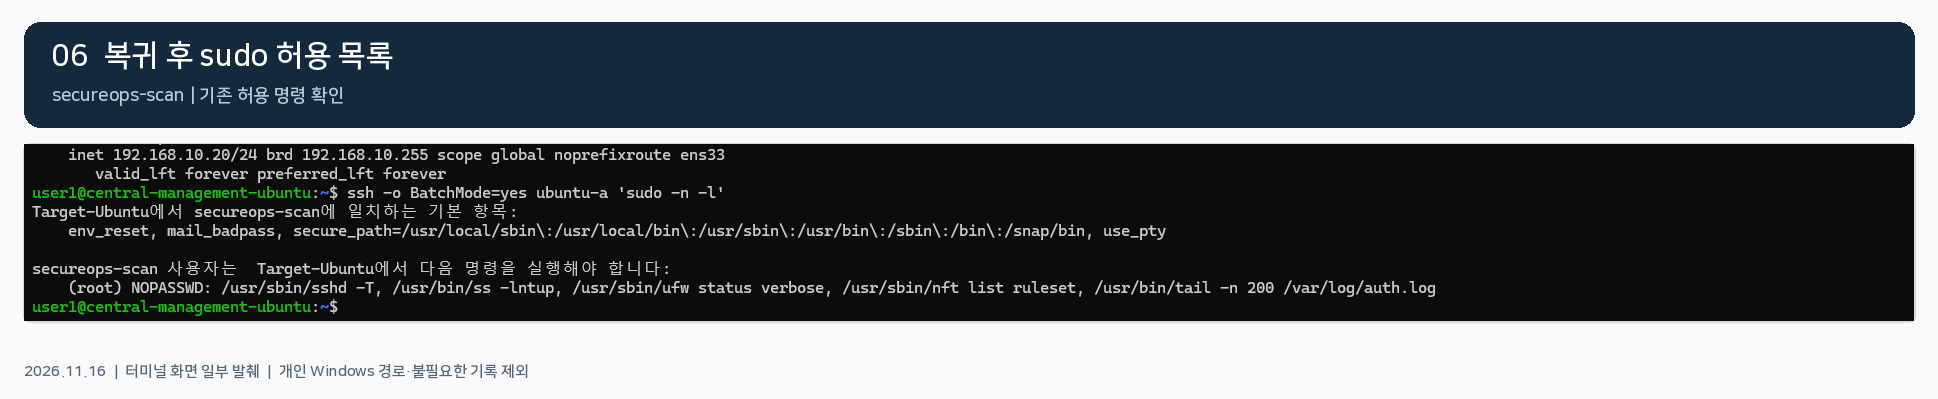 06 복귀 후 sudo 허용 목록
secureops-scan | 기존 허용 명령 확인
inet 192.168.10.20/24 brd 192.168.10.255 scope global noprefixroute ens33
valid_lft forever preferred_lft forever
user1@central-management-ubuntu:~$ ssh -o BatchMode=yes ubuntu-a 'sudo -n -l'
Target-Ubuntu에서 secureops-scan에 일치하는 기본 항목:
env_reset, mail_badpass, secure_path=/usr/local/sbin\:/usr/local/bin\:/usr/sbin\:/usr/bin\:/sbin\:/bin\:/snap/bin, use_pty
secureops-scan 사용자는 Target-Ubuntu에서 다음 명령을 실행해야 합니다:
(root) NOPASSWD: /usr/sbin/sshd -T, /usr/bin/ss -lntup, /usr/sbin/ufw status verbose, /usr/sbin/nft list ruleset, /usr/bin/tail -n 200 /var/log/auth.log
user1@central-management-ubuntu:~$
2026.11.16 | 터미널 화면 일부 발췌 | 개인 Windows 경로·불필요한 기록 제외